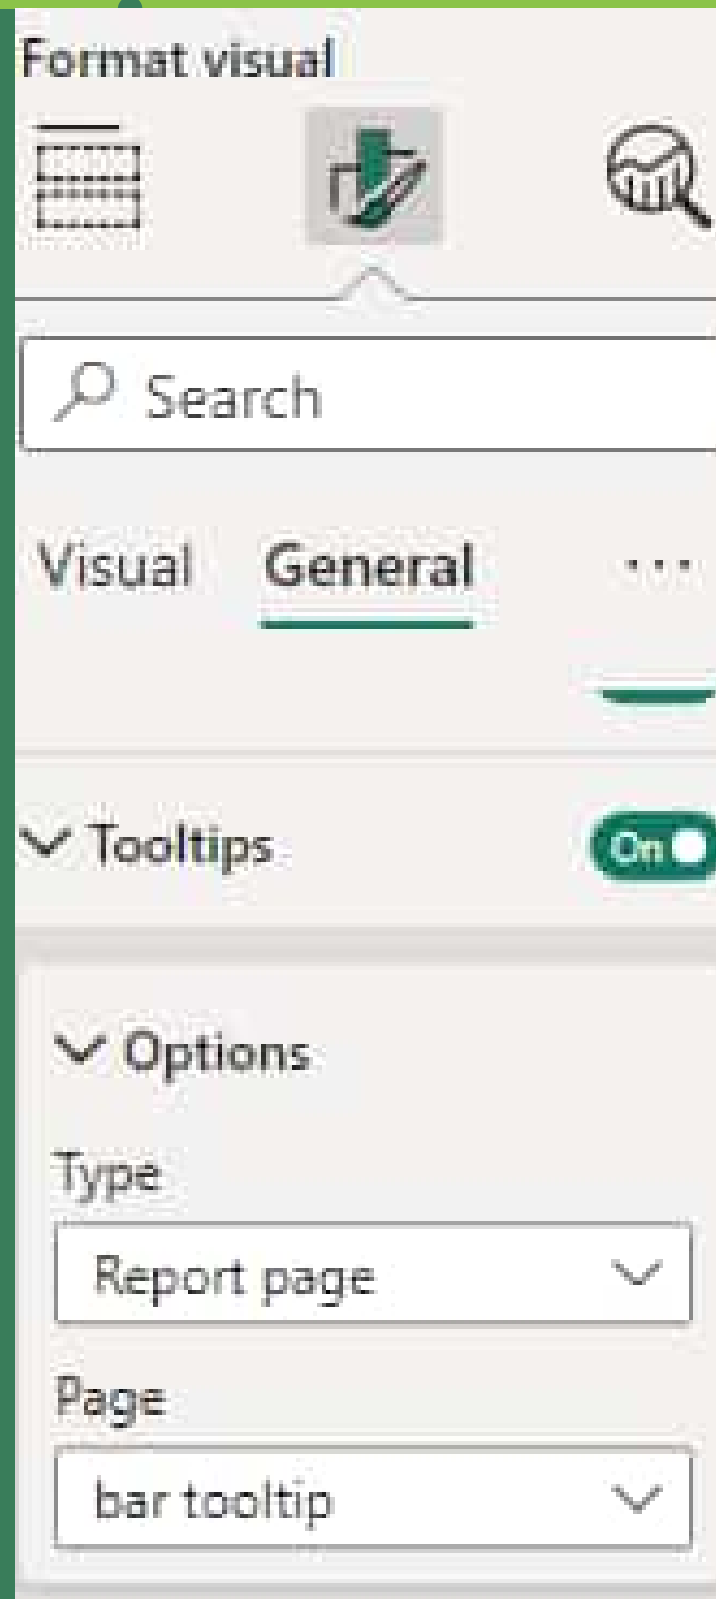 Format visual
Search
Visual General ...
Tooltips On
Options
Type
Report page
Page
bar tooltip